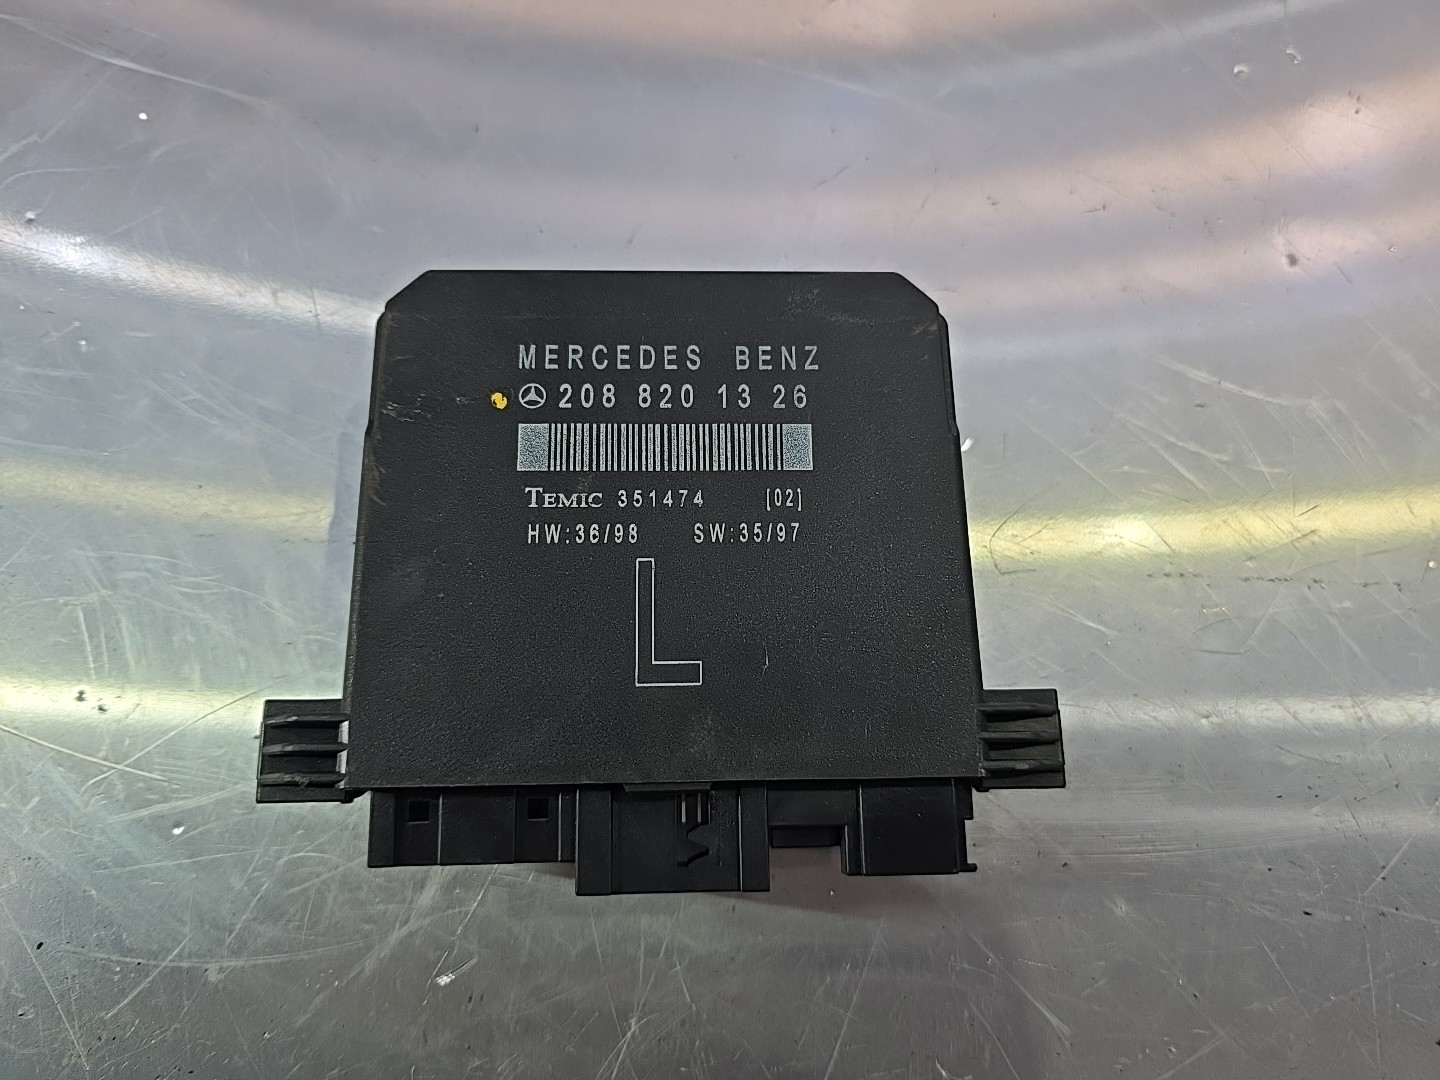 MERCEDES BENZ
208 820 13 26
TEMIC 351474 [02]
HW:36/98 SW:35/97
L